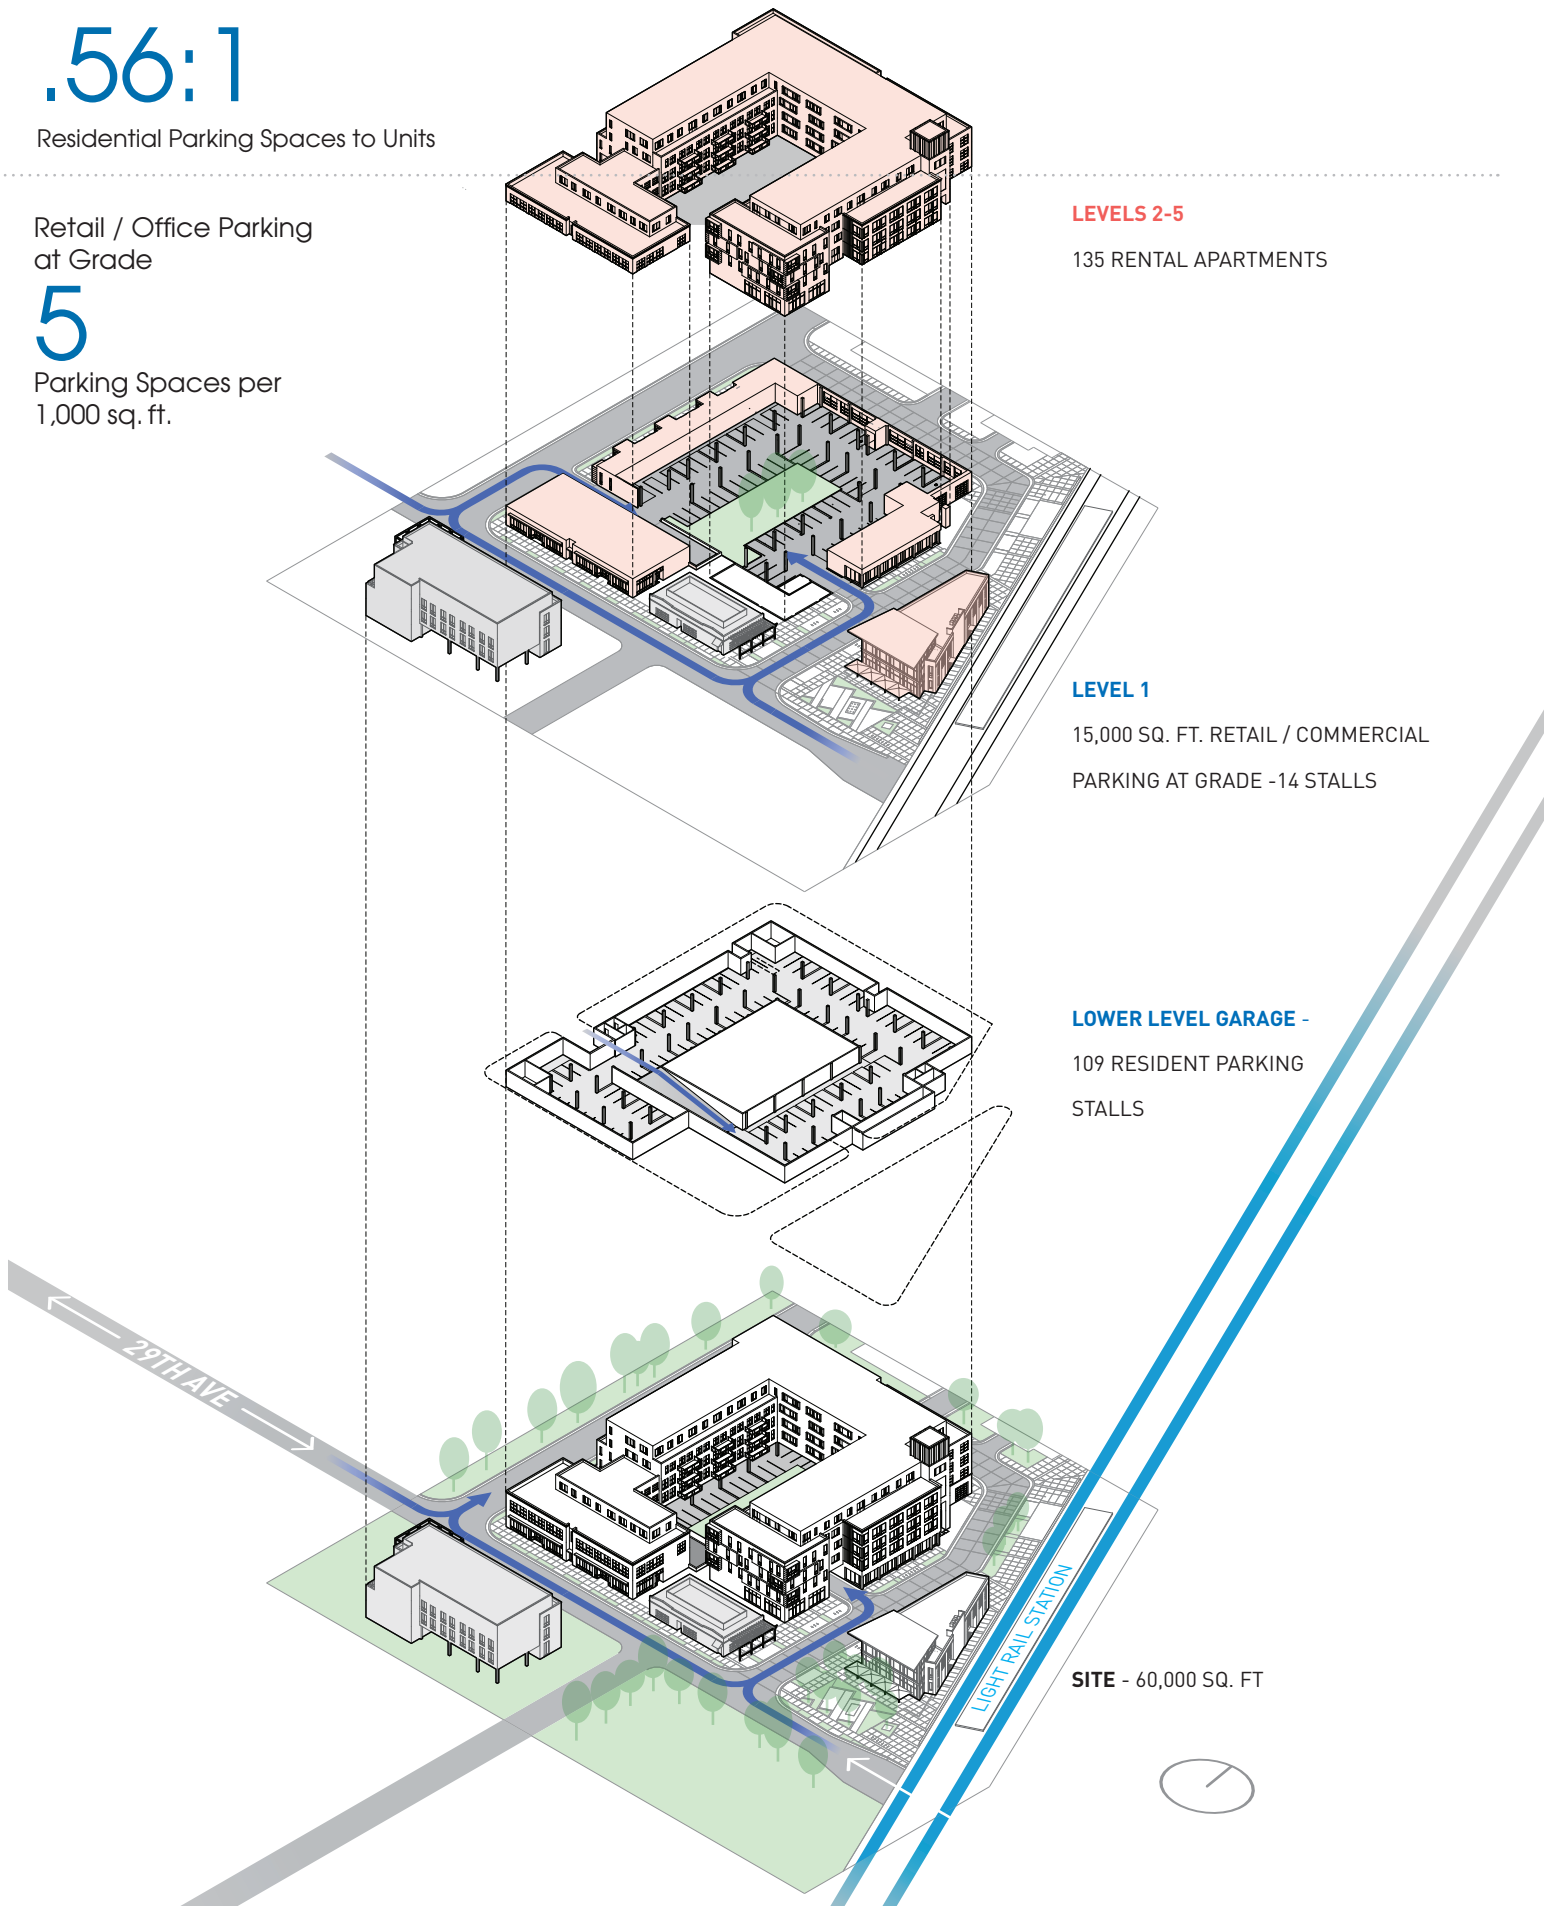 .56:1
Residential Parking Spaces to Units
Retail / Office Parking
at Grade
5
Parking Spaces per
1,000 sq. ft.
LEVELS 2-5
135 RENTAL APARTMENTS
LEVEL 1
15,000 SQ. FT. RETAIL / COMMERCIAL
PARKING AT GRADE -14 STALLS
LOWER LEVEL GARAGE -
109 RESIDENT PARKING
STALLS
29TH AVE
LIGHT RAIL STATION
SITE - 60,000 SQ. FT